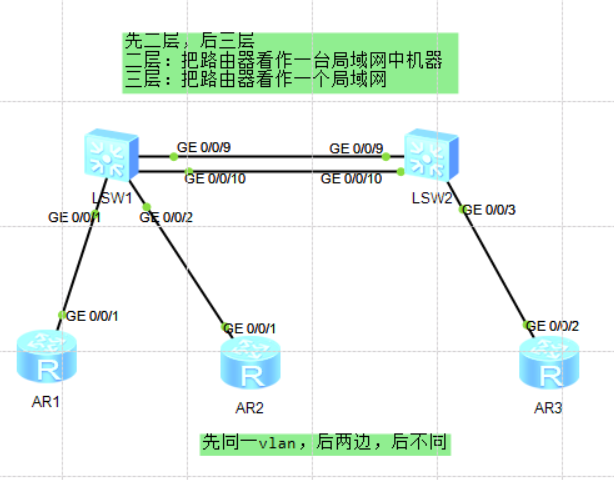 先二层，后三层
二层：把路由器看作一台局域网中机器
三层：把路由器看作一个局域网
GE 0/0/9
GE 0/0/9
GE 0/0/10
GE 0/0/10
LSW1
LSW2
GE 0/0/1
GE 0/0/2
GE 0/0/3
GE 0/0/1
GE 0/0/1
GE 0/0/2
R
R
R
AR1
AR2
AR3
先同一vlan，后两边，后不同